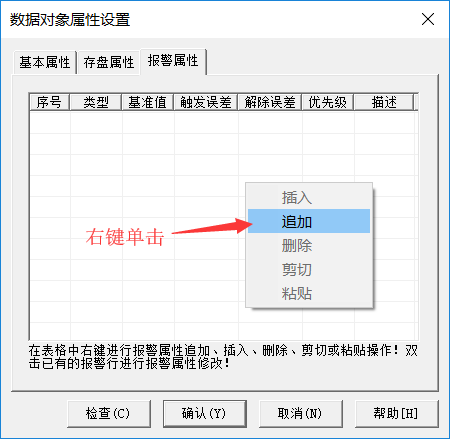 数据对象属性设置
基本属性 存盘属性 报警属性
序号 类型 基准值 触发误差 解除误差 优先级 描述
插入
追加
右键单击
删除
剪切
粘贴
在表格中右键进行报警属性追加、插入、删除、剪切或粘贴操作！双
击已有的报警行进行报警属性修改！
检查(C) 确认(Y) 取消(N) 帮助[H]